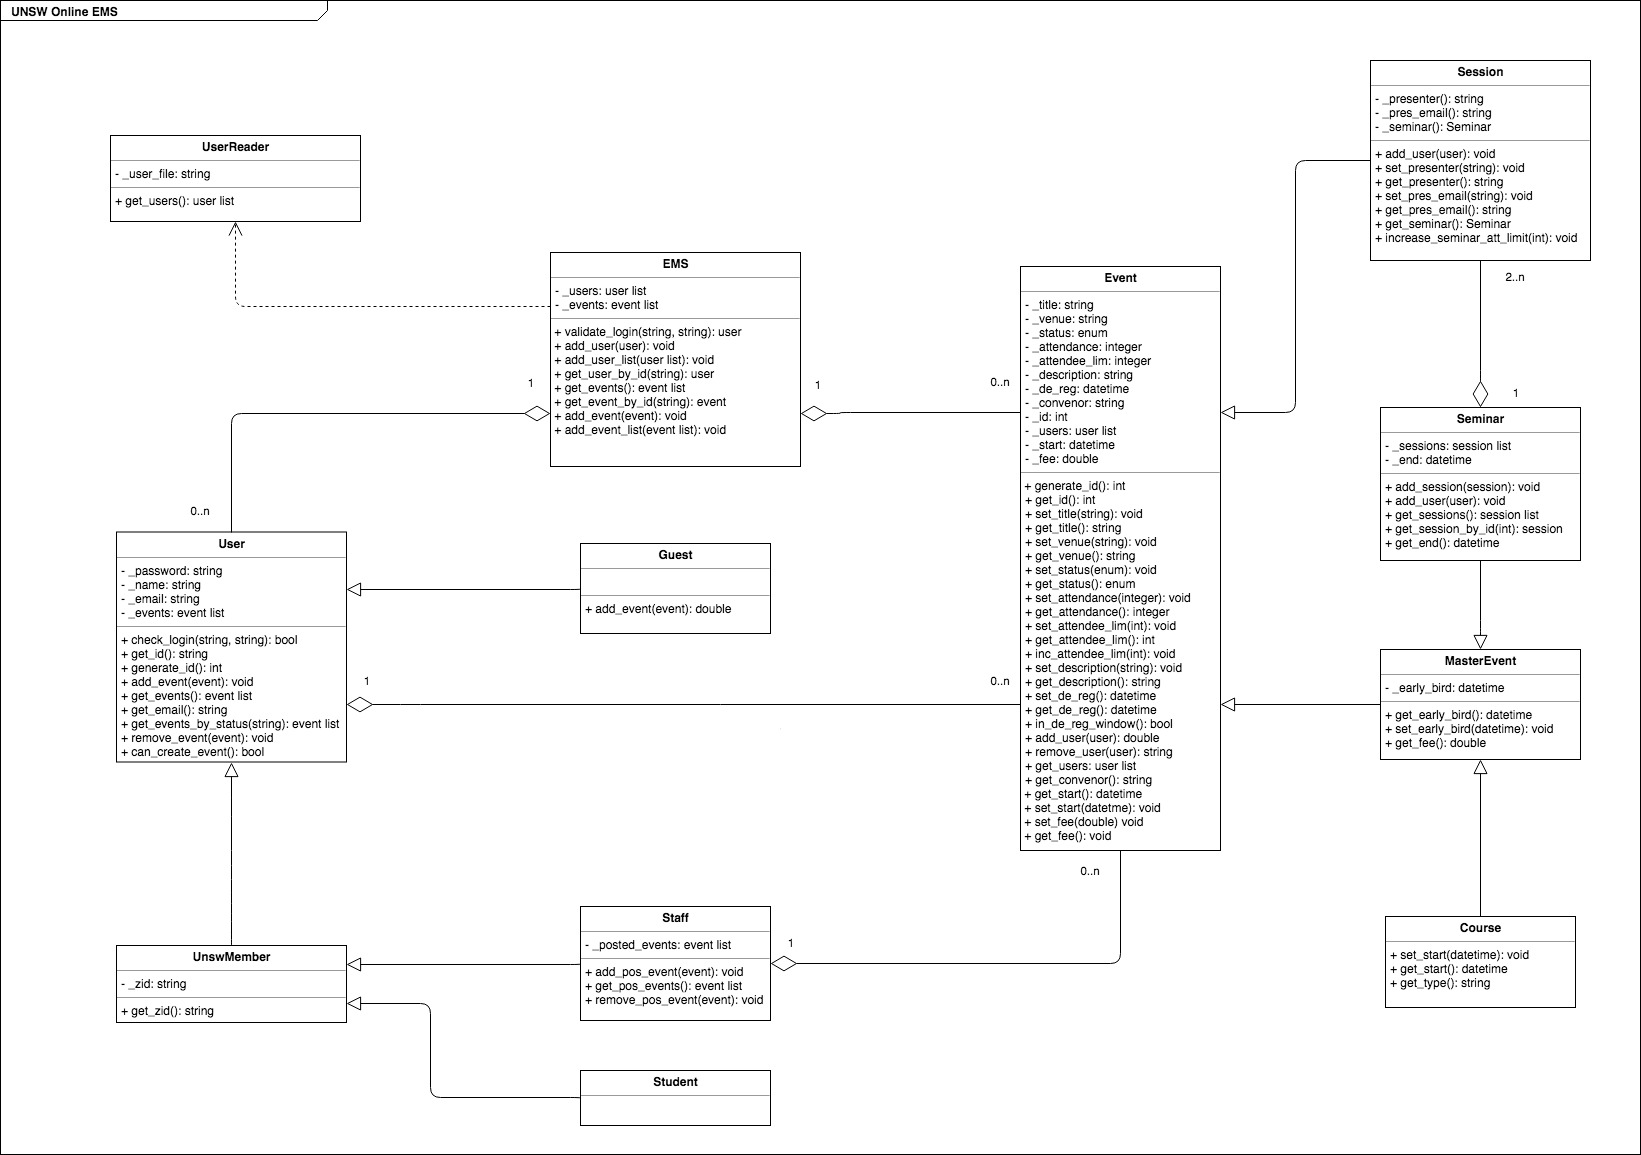 UNSW Online EMS
Session
- _presenter(): string
- _pres_email(): string
- _seminar(): Seminar
+ add_user(user): void
+ set_presenter(string): void
+ get_presenter(): string
+ set_pres_email(string): void
+ get_pres_email(): string
+ get_seminar(): Seminar
+ increase_seminar_att_limit(int): void
UserReader
- _user_file: string
+ get_users(): user list
EMS
- _users: user list
- _events: event list
+ validate_login(string, string): user
+ add_user(user): void
+ add_user_list(user list): void
+ get_user_by_id(string): user
+ get_events(): event list
+ get_event_by_id(string): event
+ add_event(event): void
+ add_event_list(event list): void
1
1
0..n
0..n
Event
- _title: string
- _venue: string
- _status: enum
- _attendance: integer
- _attendee_lim: integer
- _description: string
- _de_reg: datetime
- _convenor: string
- _id: int
- _users: user list
- _start: datetime
- _fee: double
+ generate_id(): int
+ get_id(): int
+ set_title(string): void
+ get_title(): string
+ set_venue(string): void
+ get_venue(): string
+ set_status(enum): void
+ get_status(): enum
+ set_attendance(integer): void
+ get_attendance(): integer
+ set_attendee_lim(int): void
+ get_attendee_lim(): int
+ inc_attendee_lim(int): void
+ set_description(string): void
+ get_description(): string
+ set_de_reg(): datetime
+ get_de_reg(): datetime
+ in_de_reg_window(): bool
+ add_user(user): double
+ remove_user(user): string
+ get_users: user list
+ get_convenor(): string
+ get_start(): datetime
+ set_start(datetme): void
+ set_fee(double) void
+ get_fee(): void
2..n
1
Seminar
- _sessions: session list
- _end: datetime
+ add_session(session): void
+ add_user(user): void
+ get_sessions(): session list
+ get_session_by_id(int): session
+ get_end(): datetime
User
- _password: string
- _name: string
- _email: string
- _events: event list
+ check_login(string, string): bool
+ get_id(): string
+ generate_id(): int
+ add_event(event): void
+ get_events(): event list
+ get_email(): string
+ get_events_by_status(string): event list
+ remove_event(event): void
+ can_create_event(): bool
Guest
+ add_event(event): double
1
0..n
MasterEvent
- _early_bird: datetime
+ get_early_bird(): datetime
+ set_early_bird(datetime): void
+ get_fee(): double
0..n
Staff
- _posted_events: event list
+ add_pos_event(event): void
+ get_pos_events(): event list
+ remove_pos_event(event): void
1
Course
+ set_start(datetime): void
+ get_start(): datetime
+ get_type(): string
UnswMember
- _zid: string
+ get_zid(): string
Student